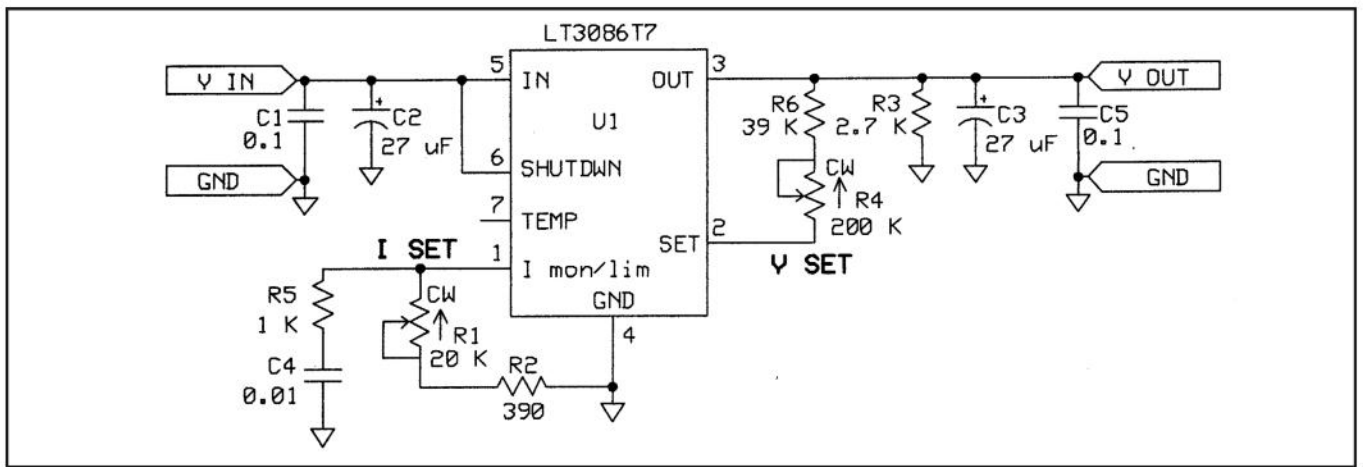 LT3086T7
V IN
5
IN
OUT
3
V OUT
C1
0.1
C2
27 uF
+
U1
R6
39 K
R3
2.7 K
+
C3
27 uF
C5
0.1
6
SHUTDWN
GND
GND
7
TEMP
CW
R4
200 K
2
SET
V SET
I SET
1
I mon/lim
GND
4
R5
1 K
CW
R1
20 K
C4
0.01
R2
390